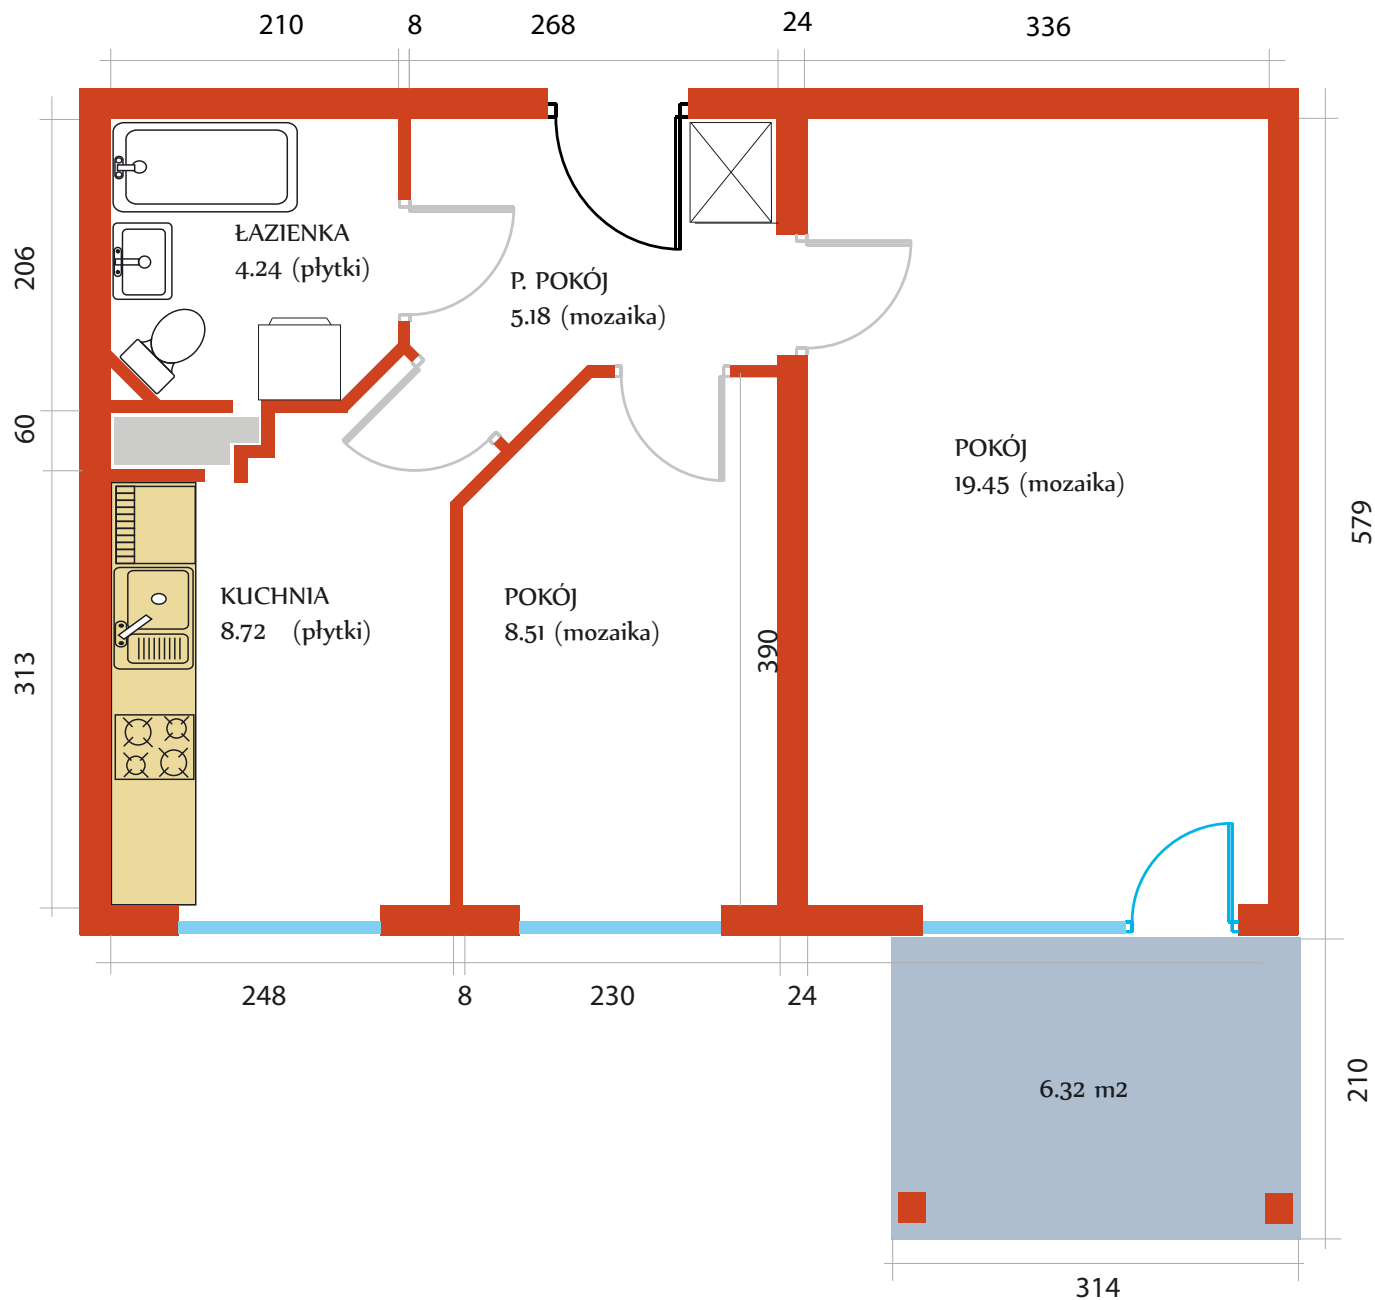 210
8
268
24
336
ŁAZIENKA
4.24 (płytki)
P. POKÓJ
5.18 (mozaika)
206
60
POKÓJ
19.45 (mozaika)
579
KUCHNIA
8.72 (płytki)
POKÓJ
8.51 (mozaika)
390
313
248
8
230
24
6.32 m2
210
314